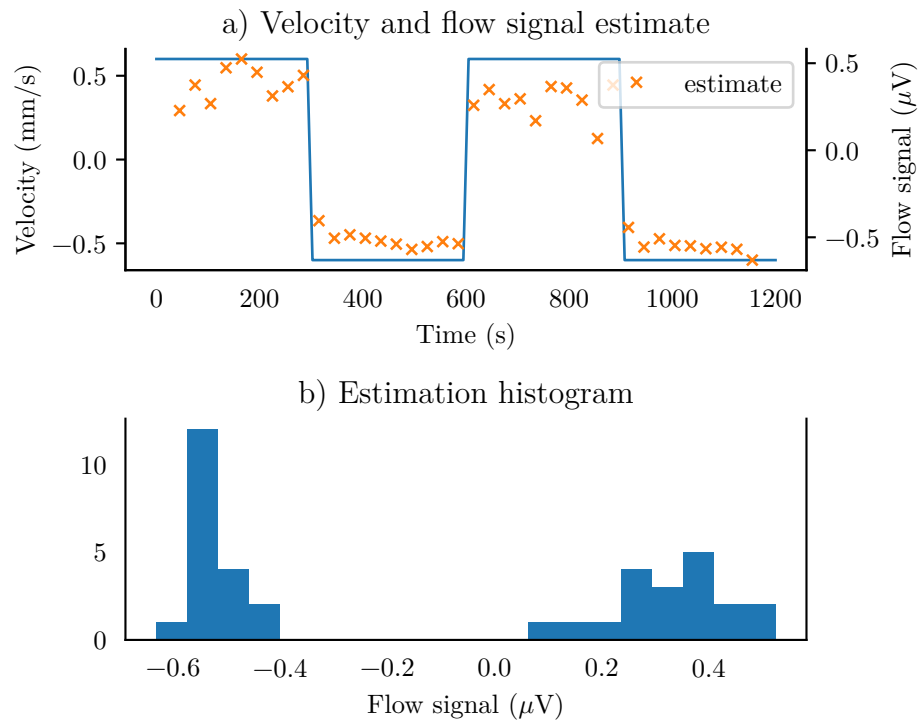 a) Velocity and flow signal estimate
Velocity (mm/s)
0.5
0.0
−0.5
estimate
0.5
0.0
−0.5
Flow signal (μV)
0 200 400 600 800 1000 1200
Time (s)
b) Estimation histogram
10
5
0
−0.6 −0.4 −0.2 0.0 0.2 0.4
Flow signal (μV)